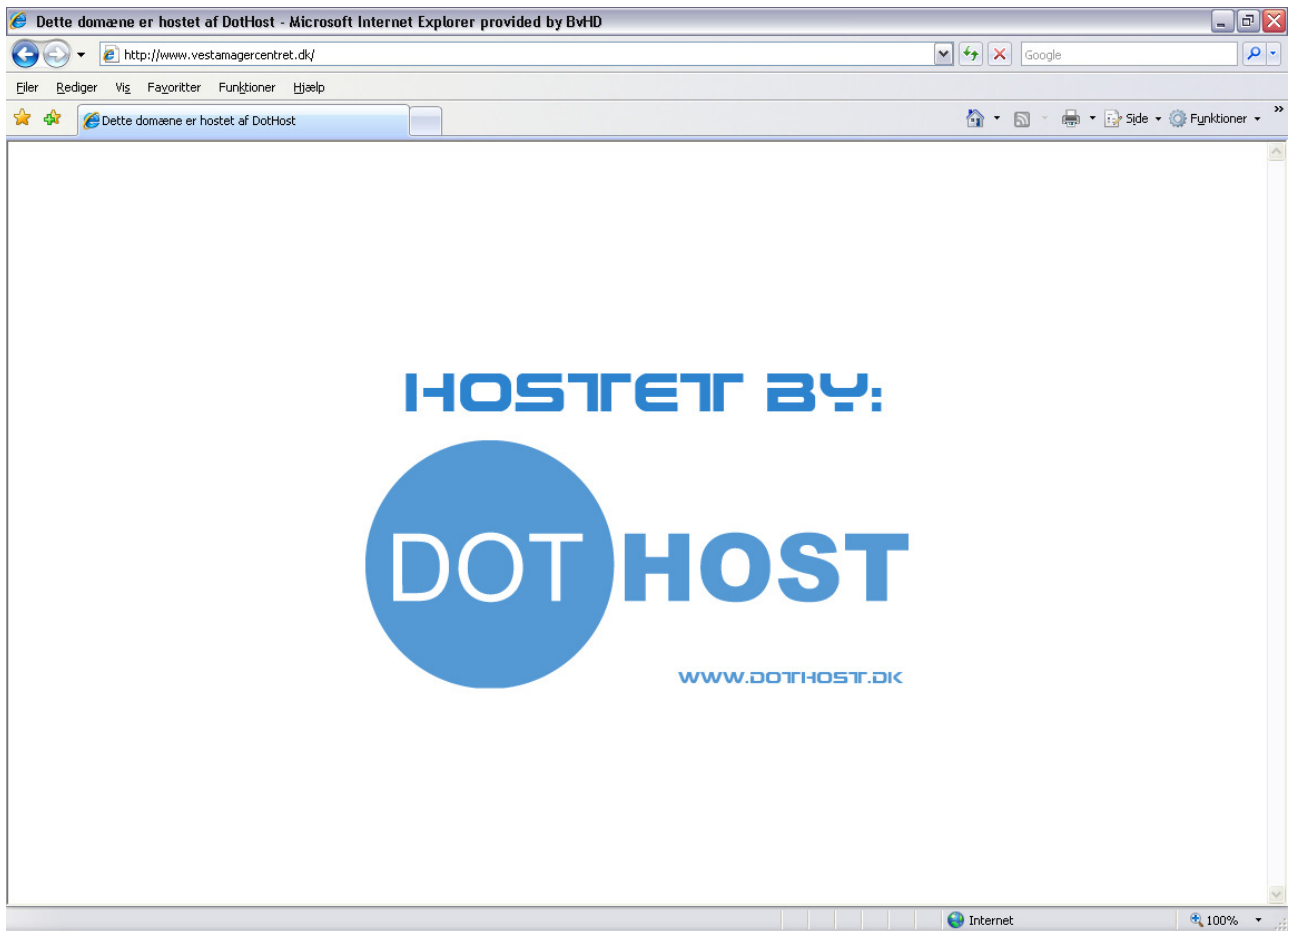 Dette domæne er hostet af DotHost - Microsoft Internet Explorer provided by BvHD
http://www.vestamagercentret.dk/
Google
Filer Rediger Vis Favoritter Funktioner Hjælp
Dette domæne er hostet af DotHost
Side Funktioner »
HOSTET BY:
DOT HOST
WWW.DOTHOST.DK
Internet 100%